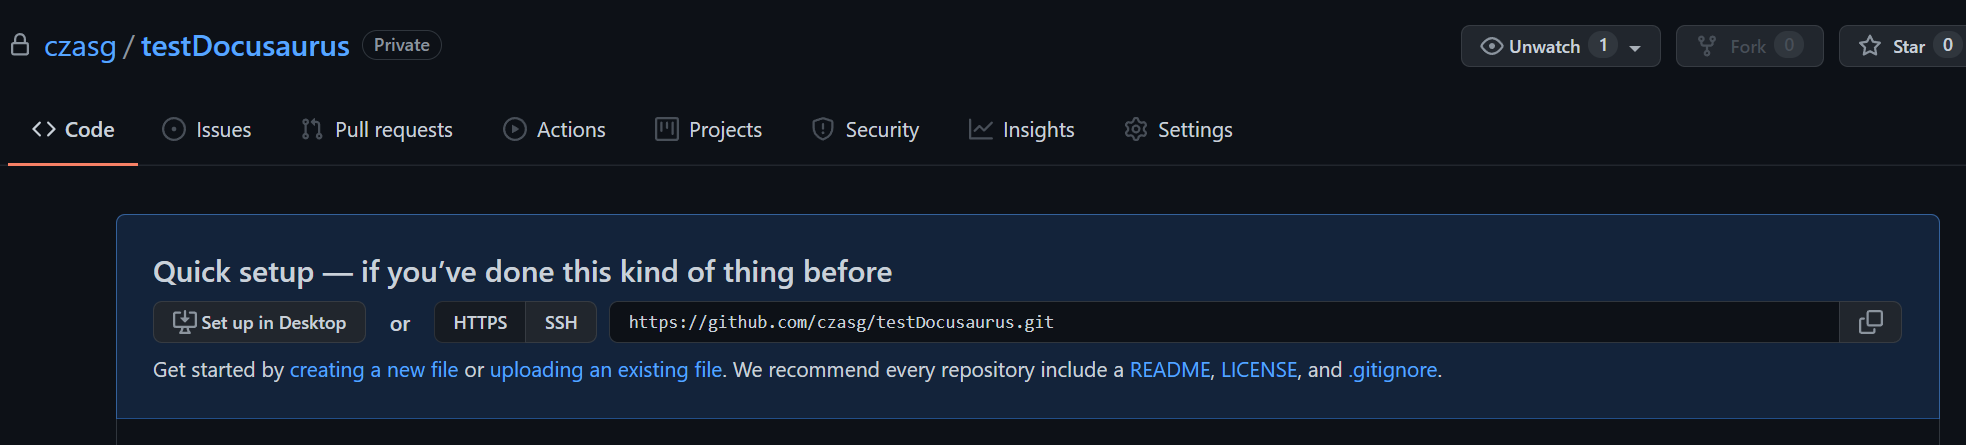 czasg / testDocusaurus Private Unwatch 1 Fork 0 Star 0
Code Issues Pull requests Actions Projects Security Insights Settings
Quick setup — if you’ve done this kind of thing before
Set up in Desktop or HTTPS SSH https://github.com/czasg/testDocusaurus.git
Get started by creating a new file or uploading an existing file. We recommend every repository include a README, LICENSE, and .gitignore.